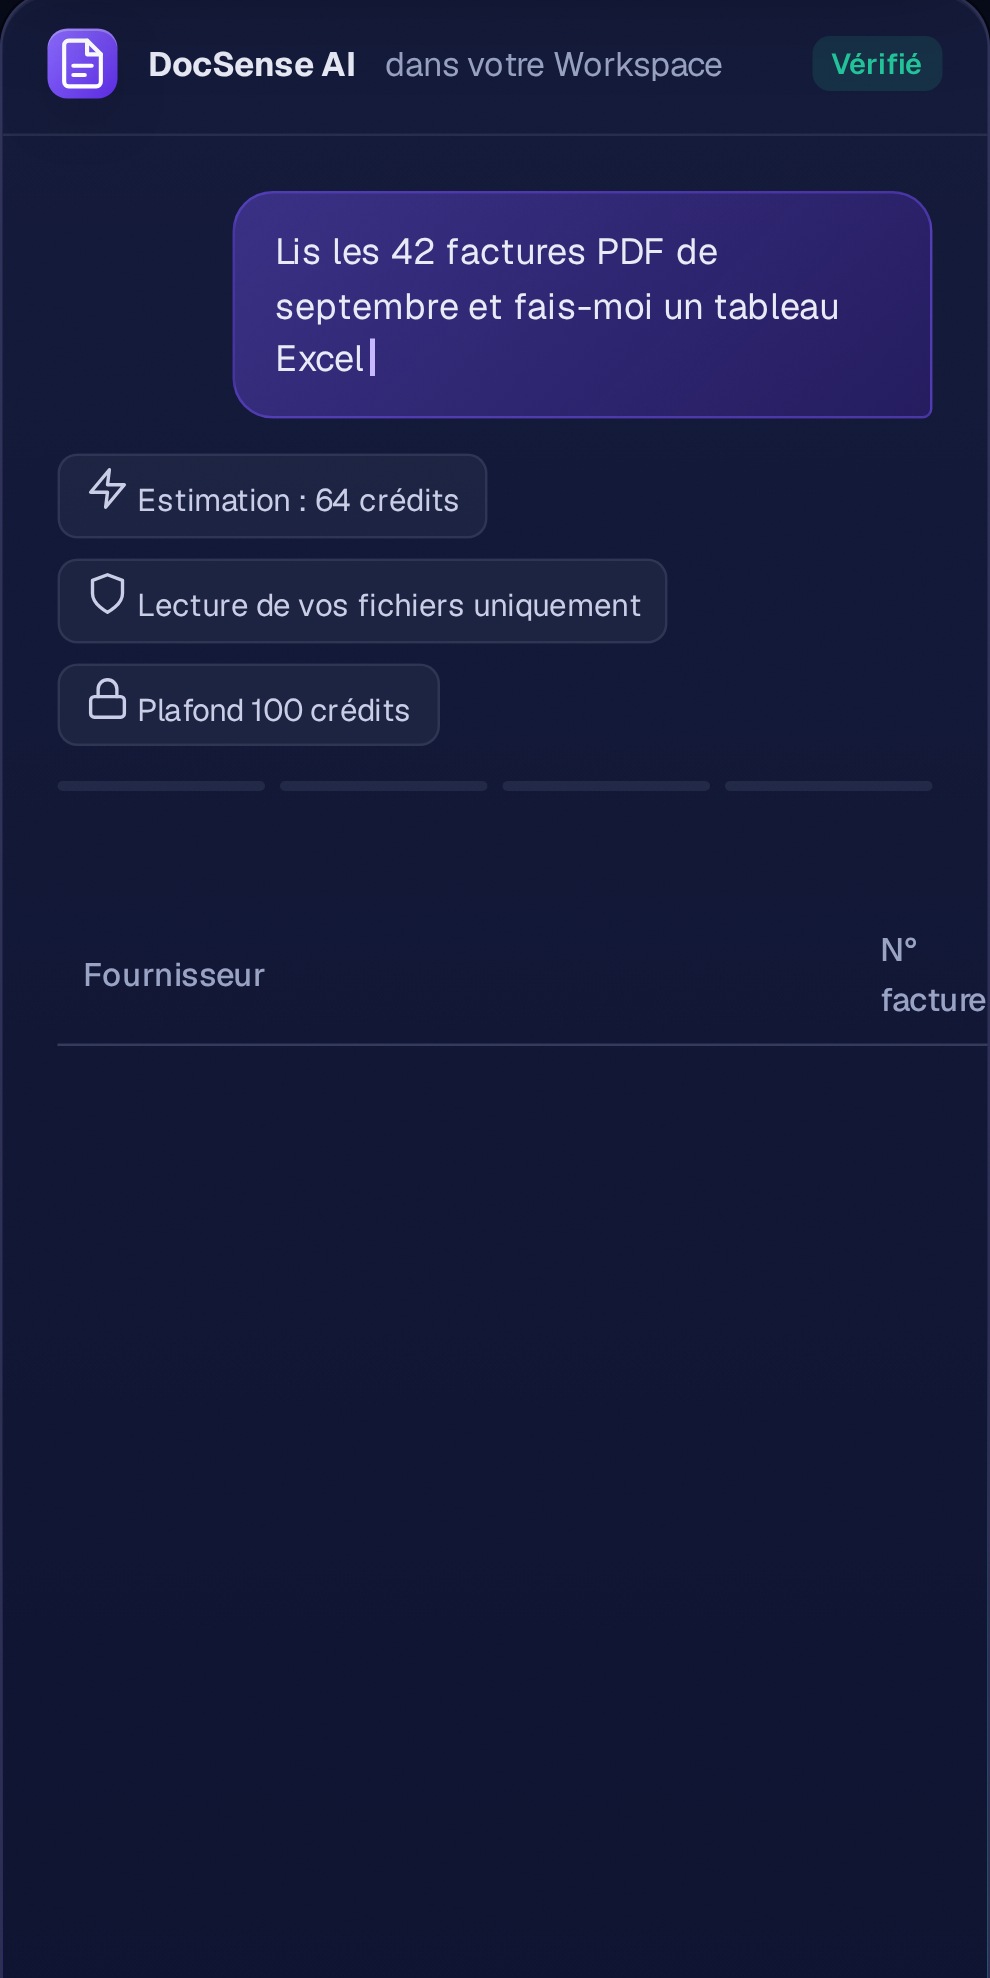 DocSense AI dans votre Workspace Vérifié
Lis les 42 factures PDF de
septembre et fais-moi un tableau
Excel
Estimation : 64 crédits
Lecture de vos fichiers uniquement
Plafond 100 crédits
Fournisseur
N°
facture